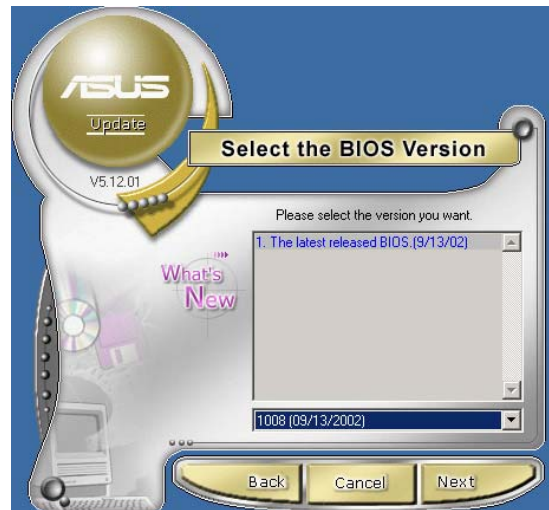 ASUS
Update
V5.12.01
Select the BIOS Version
Please select the version you want.
1. The latest released BIOS.(9/13/02)
What's
New
1008 (09/13/2002)
Back
Cancel
Next